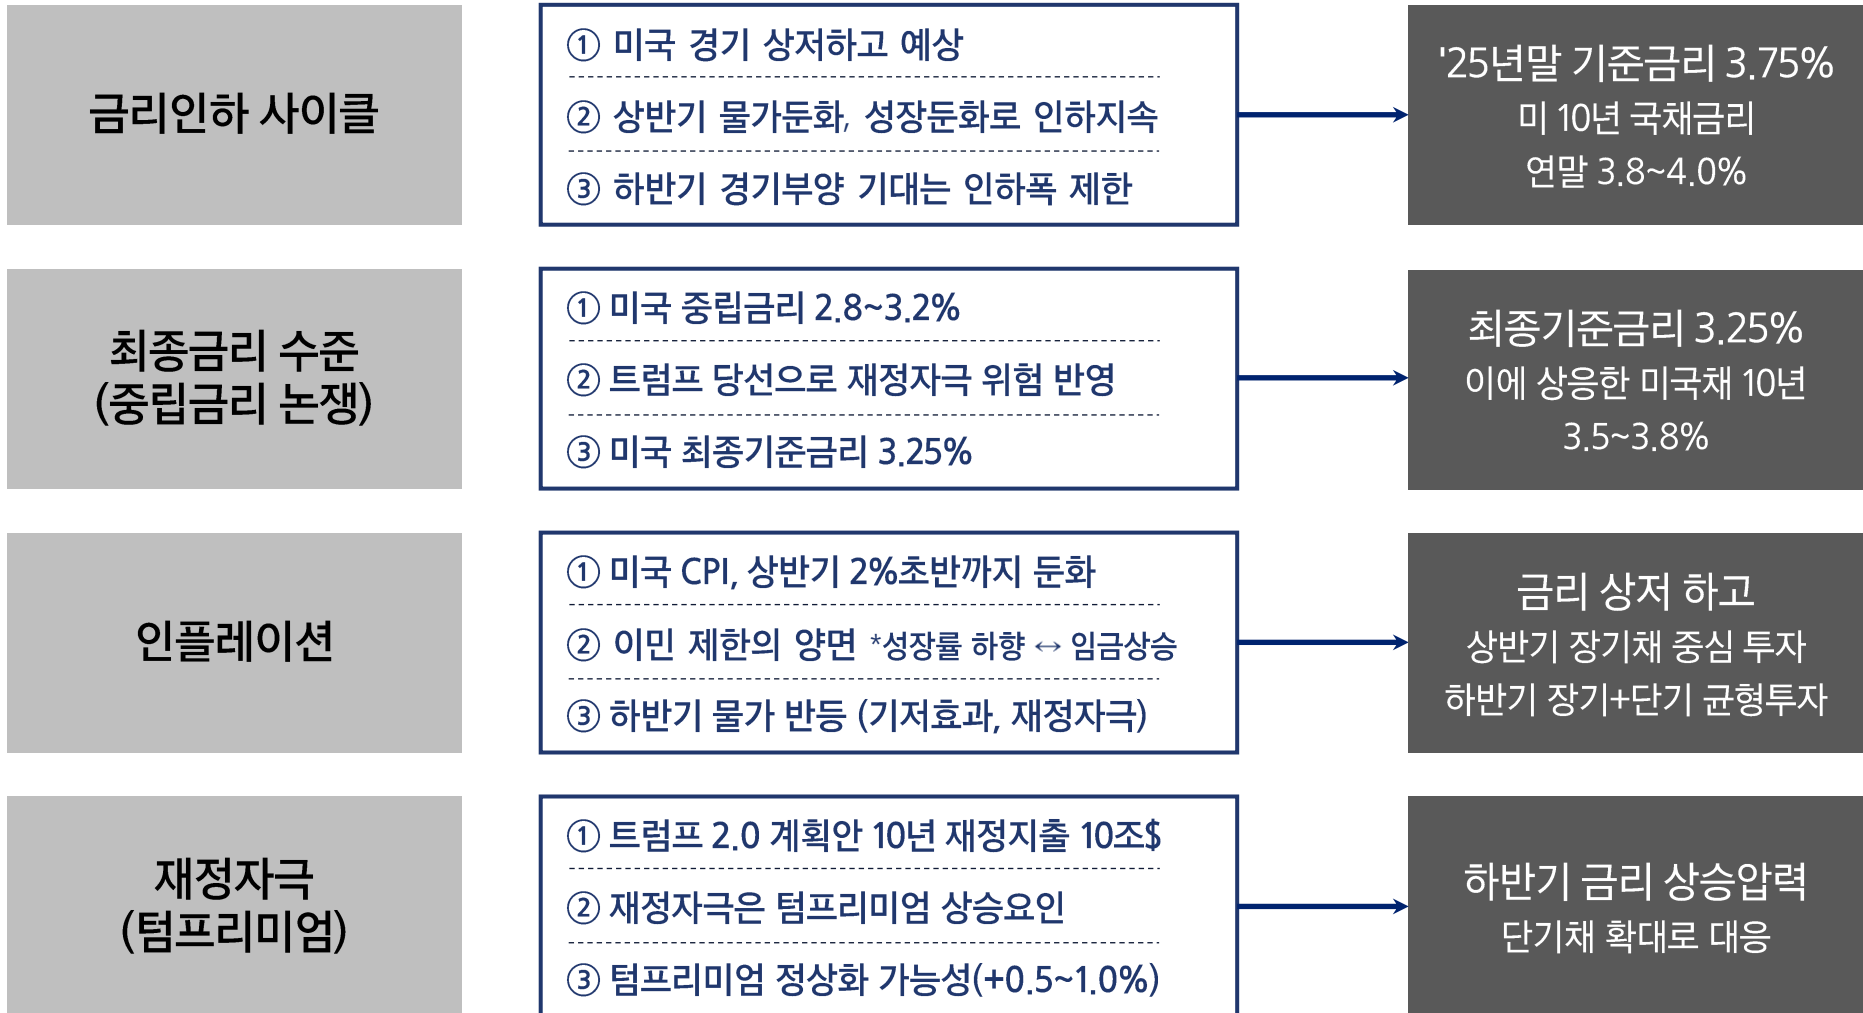 금리인하 사이클
① 미국 경기 상저하고 예상
② 상반기 물가둔화, 성장둔화로 인하지속
③ 하반기 경기부양 기대는 인하폭 제한
'25년말 기준금리 3.75%
미 10년 국채금리
연말 3.8~4.0%
최종금리 수준
(중립금리 논쟁)
① 미국 중립금리 2.8~3.2%
② 트럼프 당선으로 재정자극 위험 반영
③ 미국 최종기준금리 3.25%
최종기준금리 3.25%
이에 상응한 미국채 10년
3.5~3.8%
인플레이션
① 미국 CPI, 상반기 2%초반까지 둔화
② 이민 제한의 양면 *성장률 하향 ↔ 임금상승
③ 하반기 물가 반등 (기저효과, 재정자극)
금리 상저 하고
상반기 장기채 중심 투자
하반기 장기+단기 균형투자
재정자극
(텀프리미엄)
① 트럼프 2.0 계획안 10년 재정지출 10조$
② 재정자극은 텀프리미엄 상승요인
③ 텀프리미엄 정상화 가능성(+0.5~1.0%)
하반기 금리 상승압력
단기채 확대로 대응